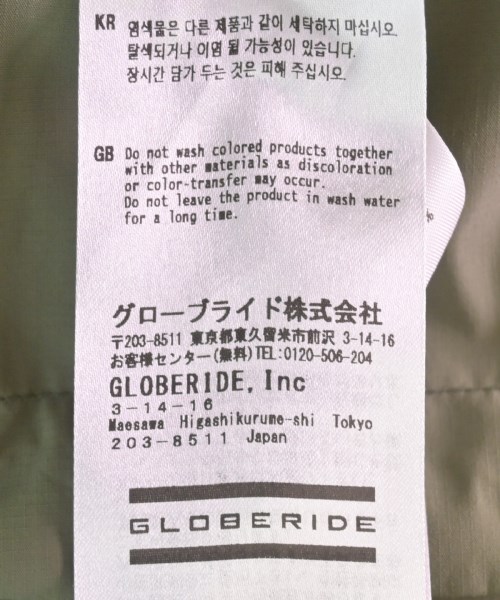 KR 염색물은 다른 제품과 같이 세탁하지 마십시오.
탈색되거나 이염 될 가능성이 있습니다.
장시간 담가 두는 것은 피해 주십시오.
GB Do not wash colored products together
with other materials as discoloration
or color-transfer may occur.
Do not leave the product in wash water
for a long time.
グローブライド株式会社
〒203-8511 東京都東久留米市前沢 3-14-16
お客様センター(無料)TEL:0120-506-204
GLOBERIDE, Inc
3-14-16
Maesawa Higashikurume-shi Tokyo
203-8511 Japan
GLOBERIDE
%